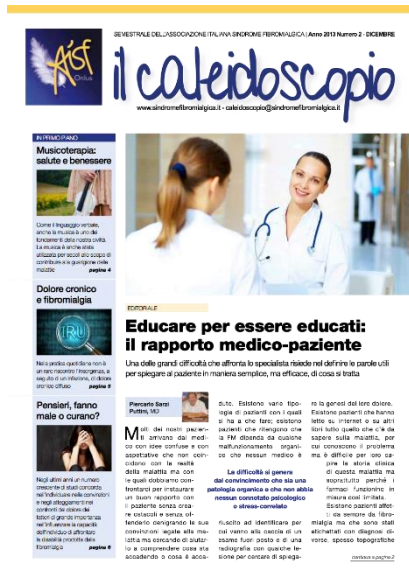 SEMESTRALE DELL'ASSOCIAZIONE ITALIANA SINDROME FIBROMIALGICA | Anno 2013 Numero 2 - DICEMBRE
AISF
Onlus
il caleidoscopio
www.sindromefibromialgica.it - caleidoscopio@sindromefibromialgica.it
IN PRIMO PIANO
Musicoterapia:
salute e benessere
Come il linguaggio verbale,
anche la musica è uno dei
fondamenti della nostra civiltà.
La musica è anche stata
utilizzata per secoli allo scopo di
contribuire alla guarigione delle
malattie pagina 4
Dolore cronico
e fibromialgia
Nella pratica quotidiana non è
un raro riscontro l'insorgenza, a
seguito di un infezione, di dolore
cronico diffuso pagina 6
Pensieri, fanno
male o curano?
Negli ultimi anni un numero
crescente di studi concorda
nell'individuare nelle convinzioni
e negli atteggiamenti nei
confronti del dolore dei
fattori di grande importanza
nell'influenzare la capacità
dell'individuo di affrontare
la disabilità prodotta dalla
fibromialgia pagina 8
EDITORIALE
Educare per essere educati:
il rapporto medico-paziente
Una delle grandi difficoltà che affronta lo specialista risiede nel definire le parole utili
per spiegare al paziente in maniera semplice, ma efficace, di cosa si tratta
Piercarlo Sarzi
Puttini, MD
Molti dei nostri pazien-
ti arrivano dai medi-
ci con idee confuse e con
aspettative che non coin-
cidono con la realtà
della malattia ma con
le quali dobbiamo con-
frontarci per instaurare
un buon rapporto con
il paziente senza crea-
re ostacoli e senza of-
fenderlo denigrando le sue
convinzioni legate alla ma-
lattia ma cercando di aiutar-
lo a comprendere cosa sta
accadendo o cosa è acca-
duto. Esistono varie tipo-
logie di pazienti con i quali
si ha a che fare; esistono
pazienti che ritengono che
la FM dipenda da qualche
malfunzionamento organi-
co che nessun medico è
La difficoltà si genera
dal convincimento che sia una
patologia organica e che non abbia
nessun connotato psicologico
e stress-correlato
riuscito ad identificare per
cui vanno alla caccia di un
esame fuori posto e di una
radiografia con qualche le-
sione per cercare di spiega-
re la genesi del loro dolore.
Esistono pazienti che hanno
letto su internet o su altri
libri tutto quello che c'è da
sapere sulla malattia, per
cui conoscono il problema
ma è difficile per loro ca-
pire la storia clinica
di questa malattia ma
soprattutto perché i
farmaci funzionino in
misura così limitata.
Esistono pazienti affet-
ti da sempre da fibro-
mialgia che sono stati
etichettati con diagnosi di-
verse, spesso topografiche
continua a pagina 2